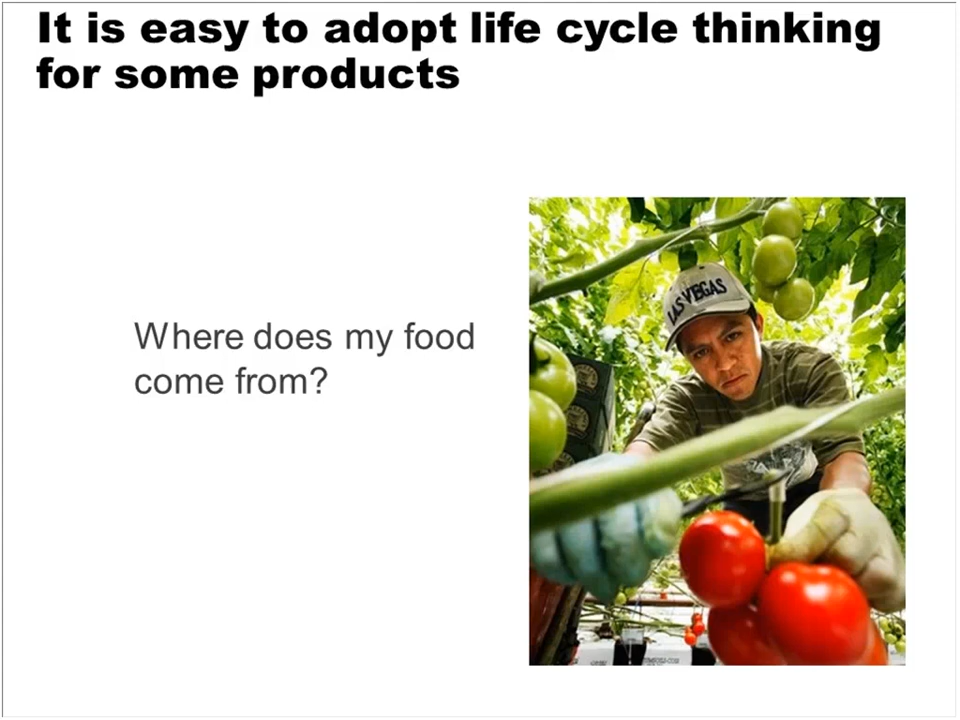 It is easy to adopt life cycle thinking
for some products
LAS VEGAS
Where does my food
come from?